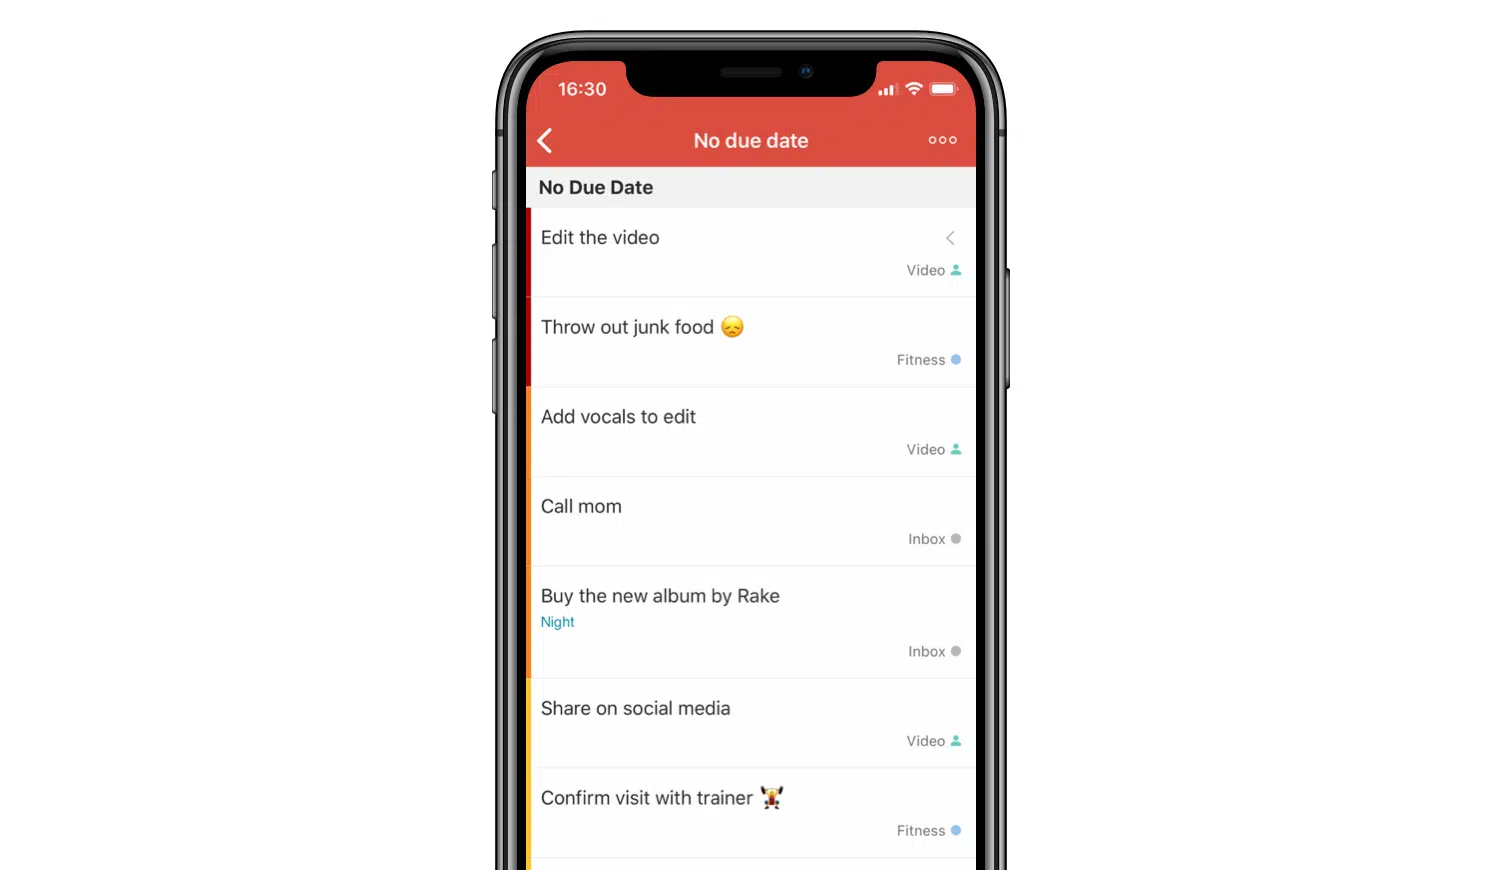 16:30
No due date
No Due Date
Edit the video
Video
Throw out junk food 😞
Fitness
Add vocals to edit
Video
Call mom
Inbox
Buy the new album by Rake
Night
Inbox
Share on social media
Video
Confirm visit with trainer 🏋️
Fitness